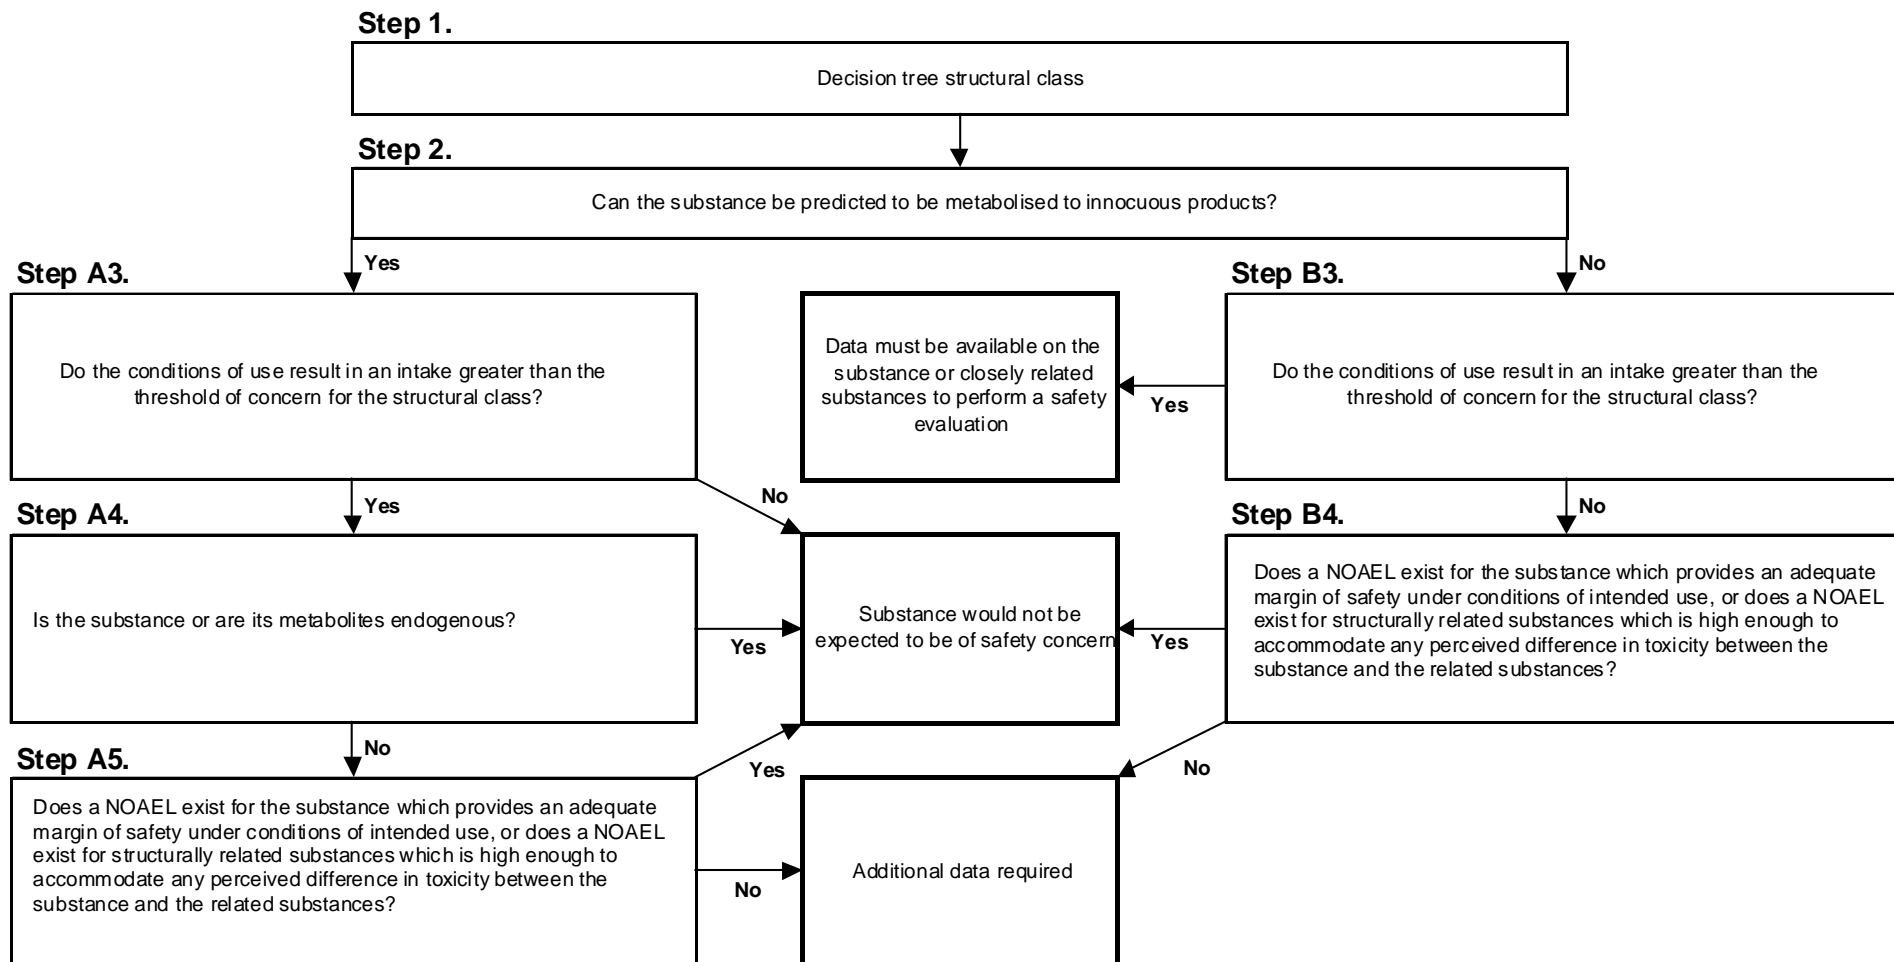 Step 1.
Decision tree structural class
Step 2.
Can the substance be predicted to be metabolised to innocuous products?
Yes
No
Step A3.
Do the conditions of use result in an intake greater than the
threshold of concern for the structural class?
Data must be available on the
substance or closely related
substances to perform a safety
evaluation
Yes
Step B3.
Do the conditions of use result in an intake greater than the
threshold of concern for the structural class?
Yes
No
No
Step A4.
Is the substance or are its metabolites endogenous?
Yes
Substance would not be
expected to be of safety concern
Yes
Step B4.
Does a NOAEL exist for the substance which provides an adequate
margin of safety under conditions of intended use, or does a NOAEL
exist for structurally related substances which is high enough to
accommodate any perceived difference in toxicity between the
substance and the related substances?
No
Yes
No
Step A5.
Does a NOAEL exist for the substance which provides an adequate
margin of safety under conditions of intended use, or does a NOAEL
exist for structurally related substances which is high enough to
accommodate any perceived difference in toxicity between the
substance and the related substances?
No
Additional data required